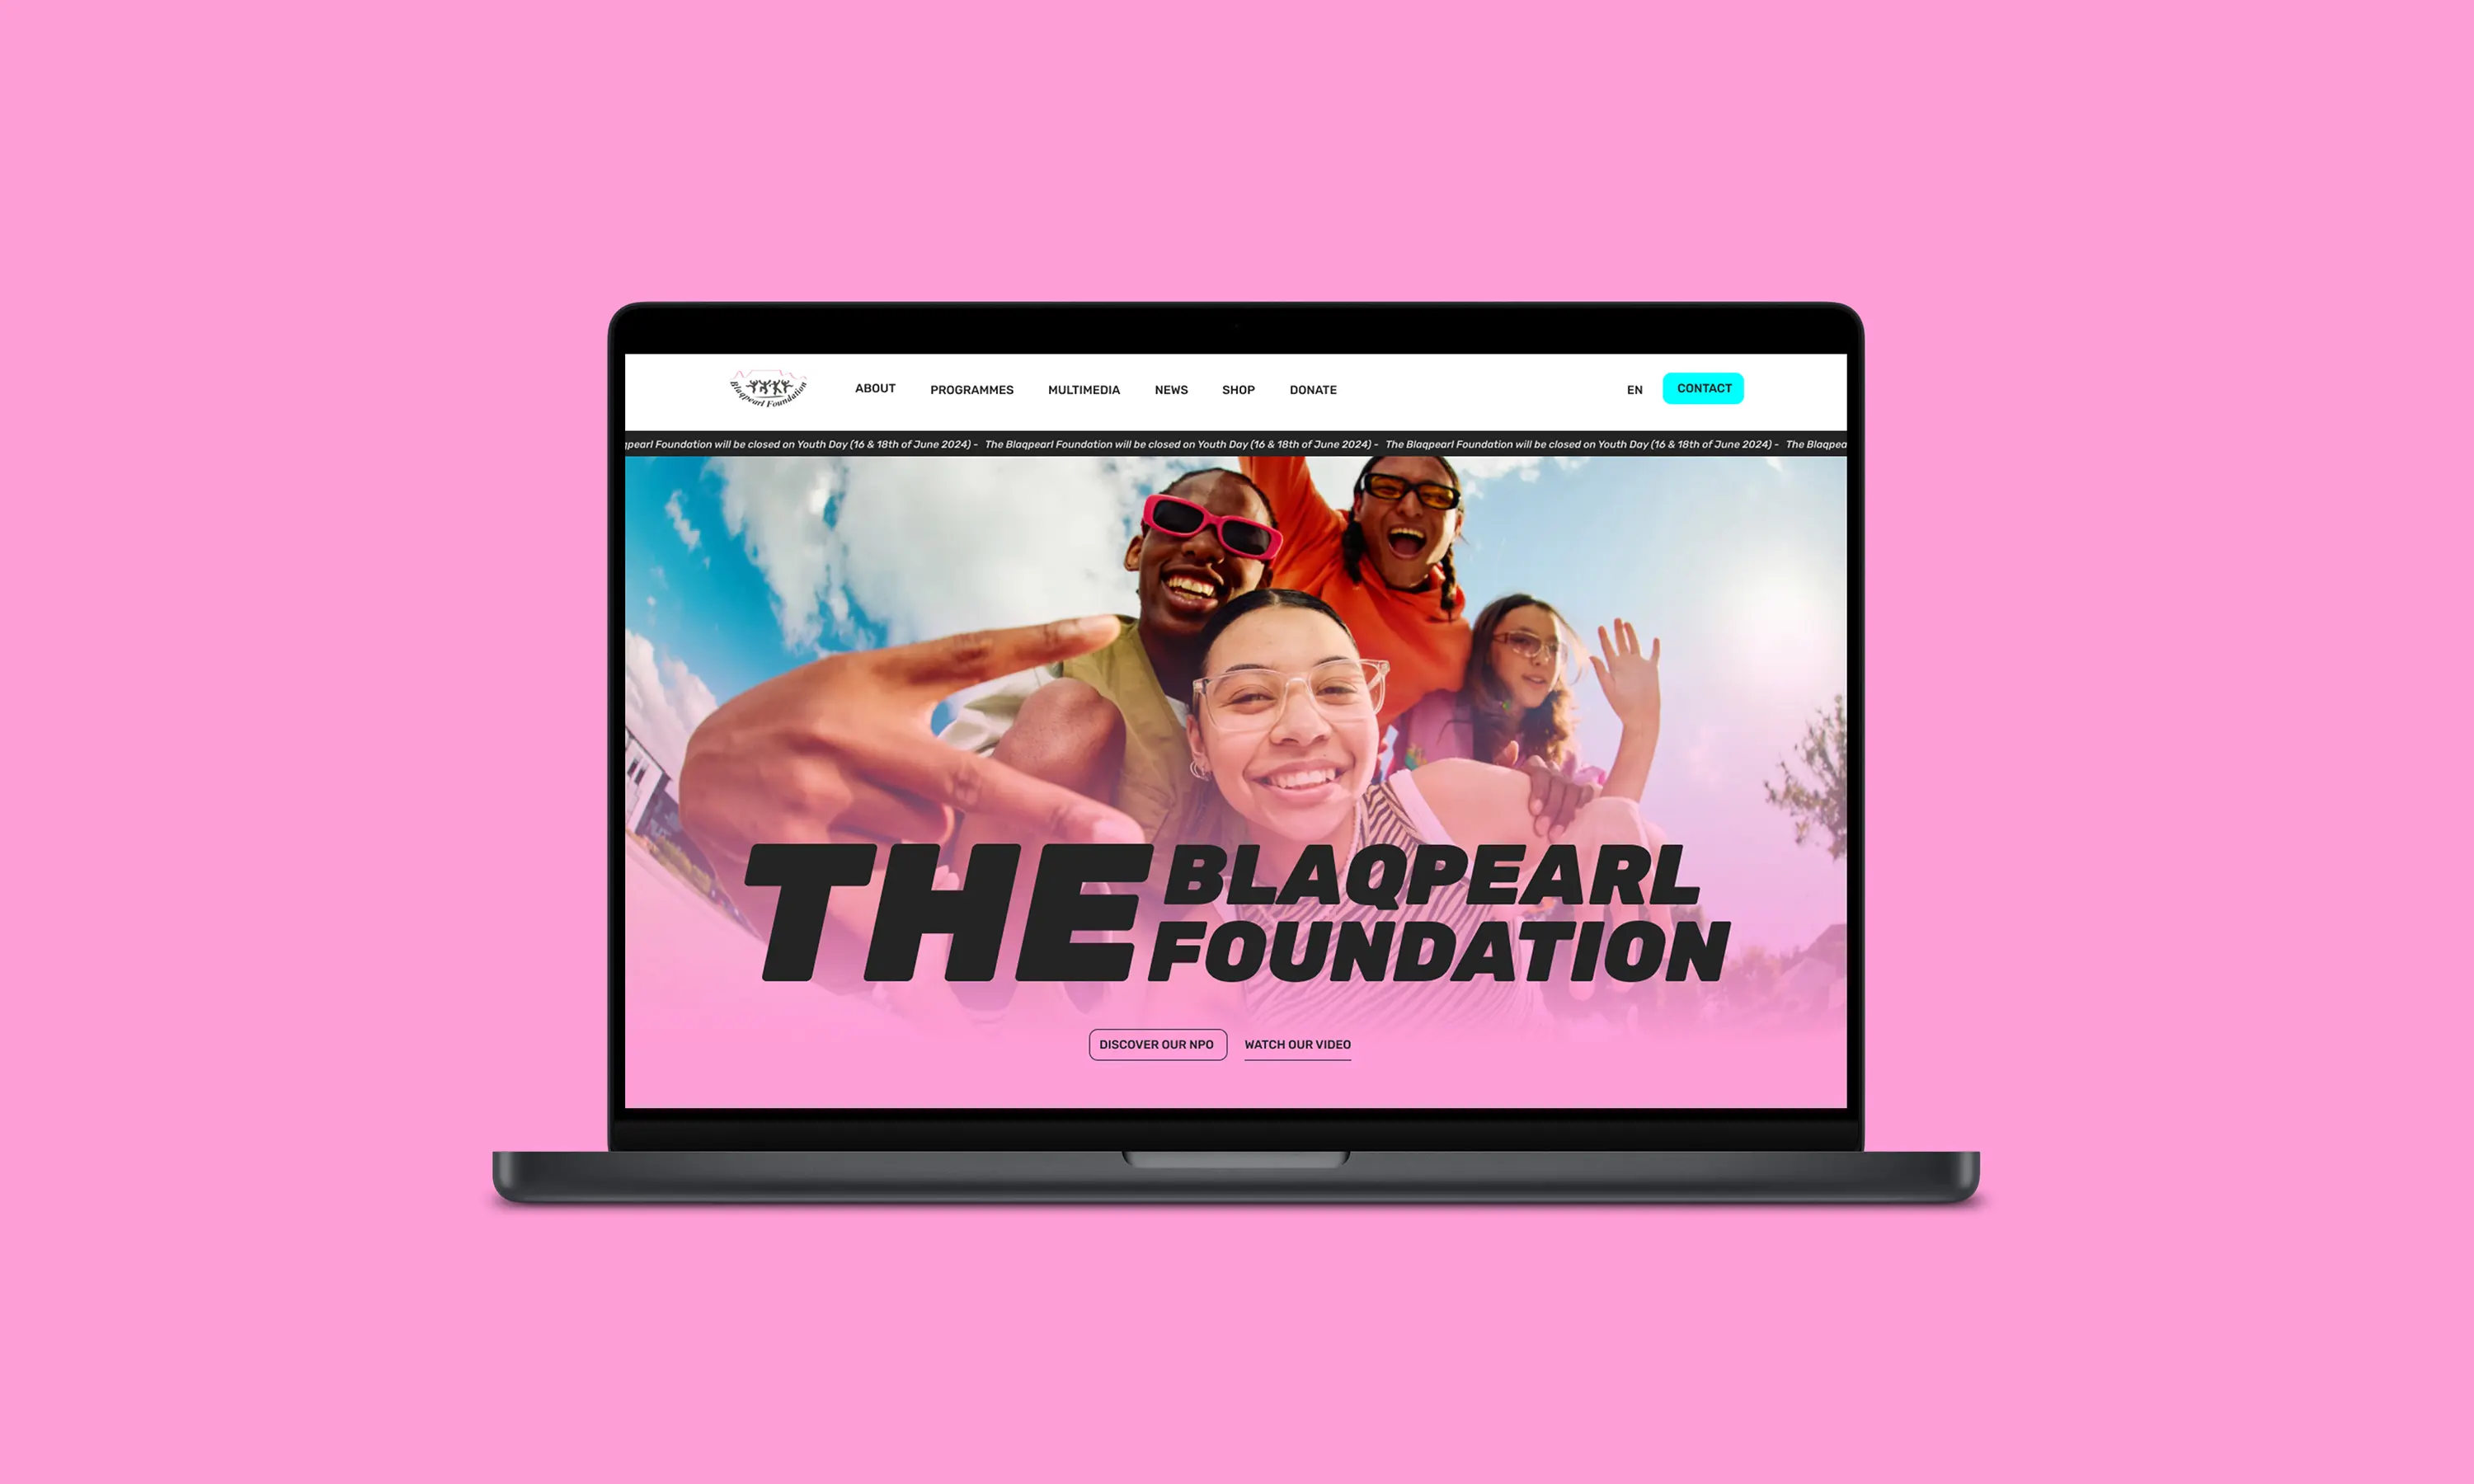 Blaqpearl Foundation
ABOUT PROGRAMMES MULTIMEDIA NEWS SHOP DONATE EN CONTACT
qpearl Foundation will be closed on Youth Day (16 & 18th of June 2024) - The Blaqpearl Foundation will be closed on Youth Day (16 & 18th of June 2024) - The Blaqpearl Foundation will be closed on Youth Day (16 & 18th of June 2024) - The Blaqpea
THE BLAQPEARL
FOUNDATION
DISCOVER OUR NPO WATCH OUR VIDEO